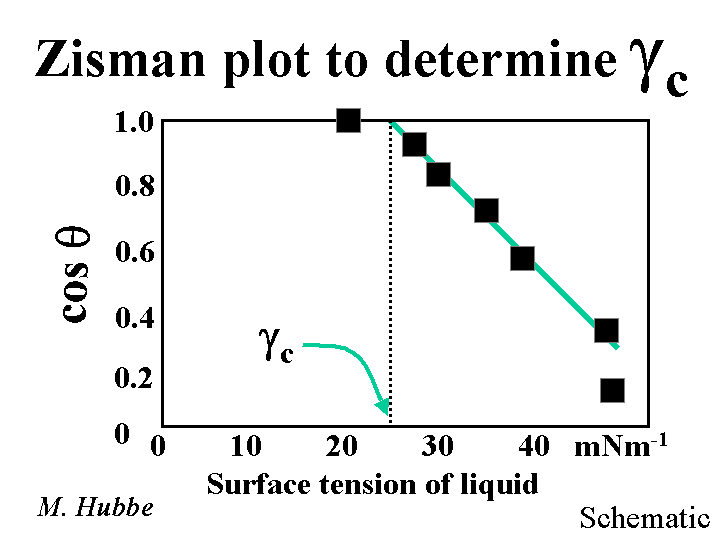 Zisman plot to determine γc
1.0
0.8
0.6
0.4
0.2
0
cos θ
γc
0 10 20 30 40 mNm-1
Surface tension of liquid
M. Hubbe
Schematic